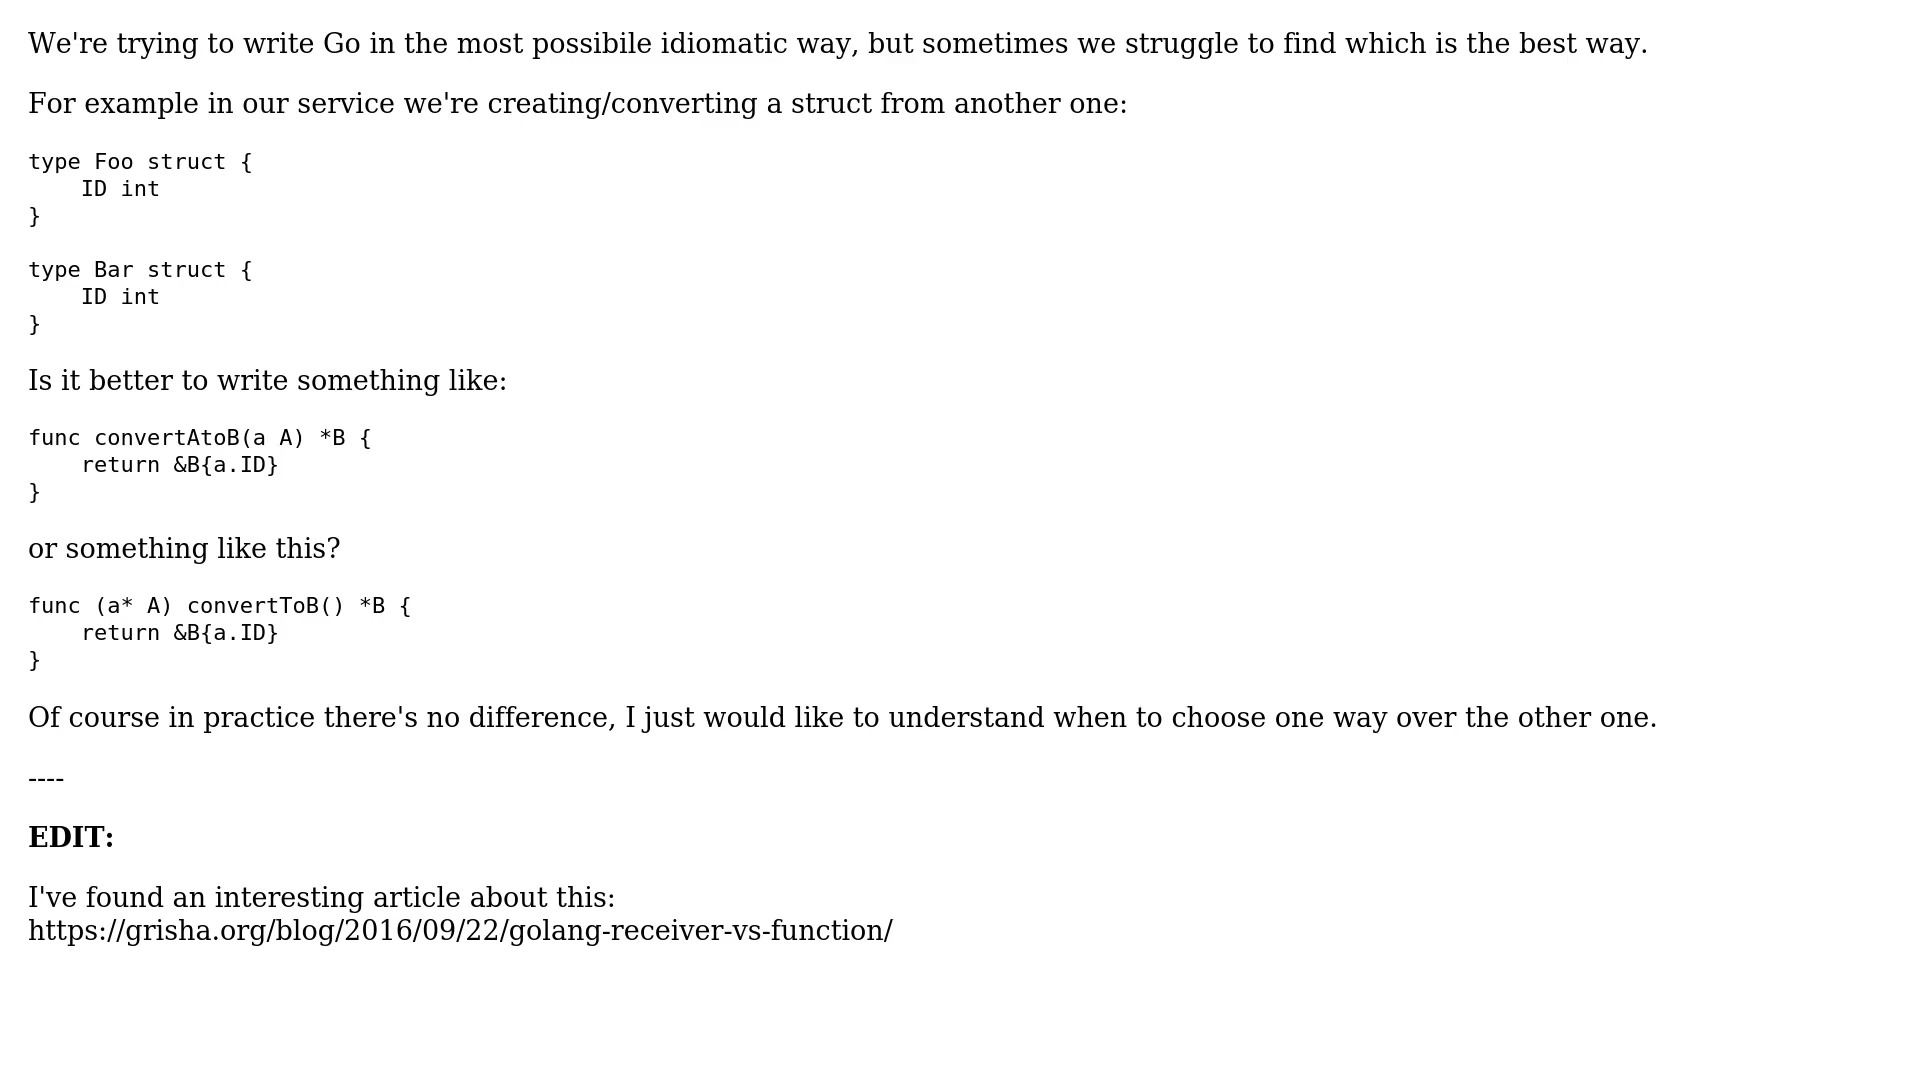 We're trying to write Go in the most possibile idiomatic way, but sometimes we struggle to find which is the best way.
For example in our service we're creating/converting a struct from another one:
type Foo struct {
    ID int
}
type Bar struct {
    ID int
}
Is it better to write something like:
func convertAtoB(a A) *B {
    return &B{a.ID}
}
or something like this?
func (a* A) convertToB() *B {
    return &B{a.ID}
}
Of course in practice there's no difference, I just would like to understand when to choose one way over the other one.
----
EDIT:
I've found an interesting article about this:
https://grisha.org/blog/2016/09/22/golang-receiver-vs-function/